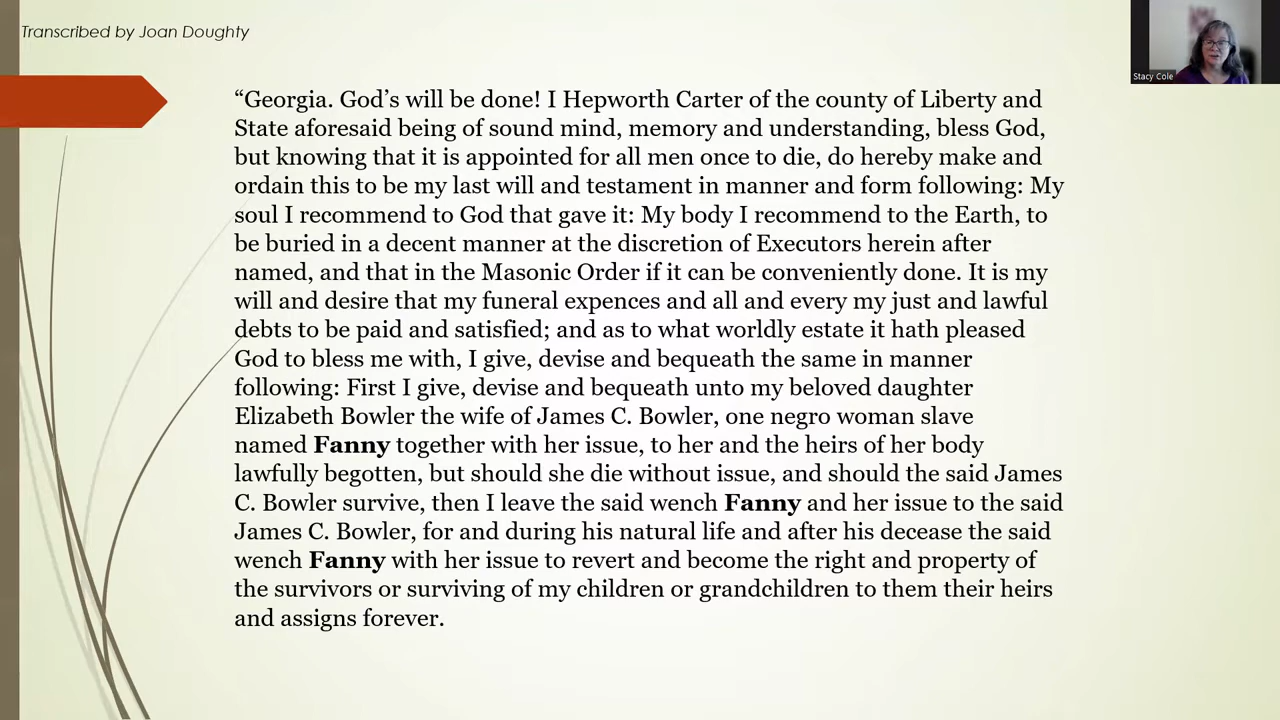 Transcribed by Joan Doughty
Stacy Cole
“Georgia. God’s will be done! I Hepworth Carter of the county of Liberty and
State aforesaid being of sound mind, memory and understanding, bless God,
but knowing that it is appointed for all men once to die, do hereby make and
ordain this to be my last will and testament in manner and form following: My
soul I recommend to God that gave it: My body I recommend to the Earth, to
be buried in a decent manner at the discretion of Executors herein after
named, and that in the Masonic Order if it can be conveniently done. It is my
will and desire that my funeral expences and all and every my just and lawful
debts to be paid and satisfied; and as to what worldly estate it hath pleased
God to bless me with, I give, devise and bequeath the same in manner
following: First I give, devise and bequeath unto my beloved daughter
Elizabeth Bowler the wife of James C. Bowler, one negro woman slave
named Fanny together with her issue, to her and the heirs of her body
lawfully begotten, but should she die without issue, and should the said James
C. Bowler survive, then I leave the said wench Fanny and her issue to the said
James C. Bowler, for and during his natural life and after his decease the said
wench Fanny with her issue to revert and become the right and property of
the survivors or surviving of my children or grandchildren to them their heirs
and assigns forever.